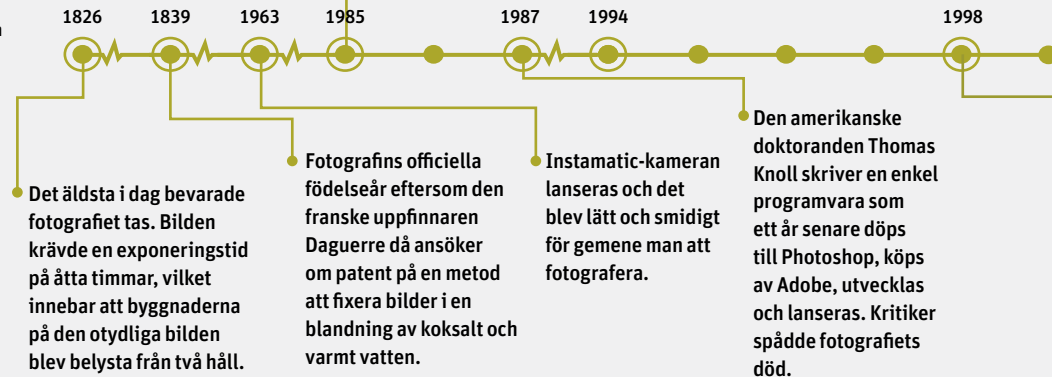 1826
1839
1963
1985
1987
1994
1998
Det äldsta i dag bevarade
fotografiet tas. Bilden
krävde en exponeringstid
på åtta timmar, vilket
innebar att byggnaderna
på den otydliga bilden
blev belysta från två håll.
Fotografins officiella
födelseår eftersom den
franske uppfinnaren
Daguerre då ansöker
om patent på en metod
att fixera bilder i en
blandning av koksalt och
varmt vatten.
Instamatic-kameran
lanseras och det
blev lätt och smidigt
för gemene man att
fotografera.
Den amerikanske
doktoranden Thomas
Knoll skriver en enkel
programvara som
ett år senare döps
till Photoshop, köps
av Adobe, utvecklas
och lanseras. Kritiker
spådde fotografiets
död.